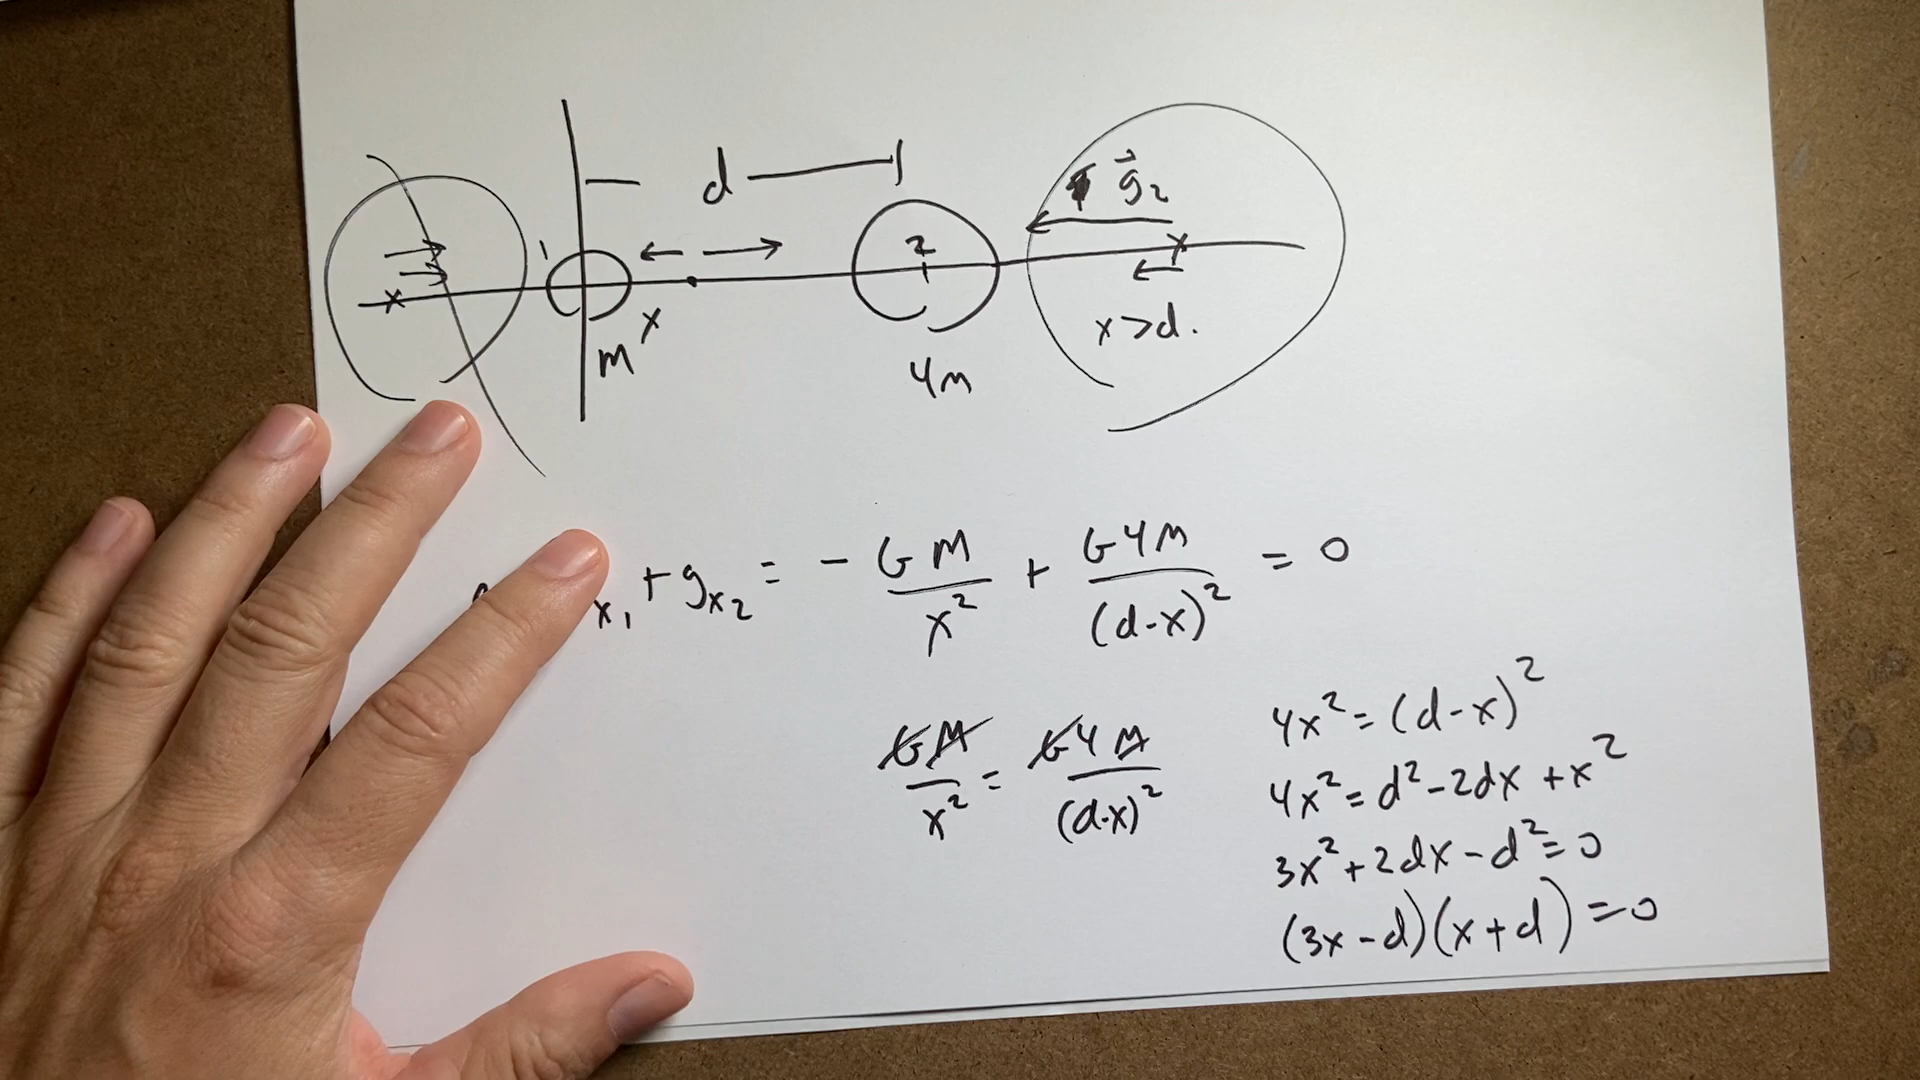 d
g⃗₂
1
2
x
x
x
x > d.
M
4M
x₁ + gx₂ = - GM/x² + G4M/(d-x)² = 0
GM/x² = G4M/(d-x)²
4x² = (d-x)²
4x² = d² - 2dx + x²
3x² + 2dx - d² = 0
(3x - d)(x + d) = 0